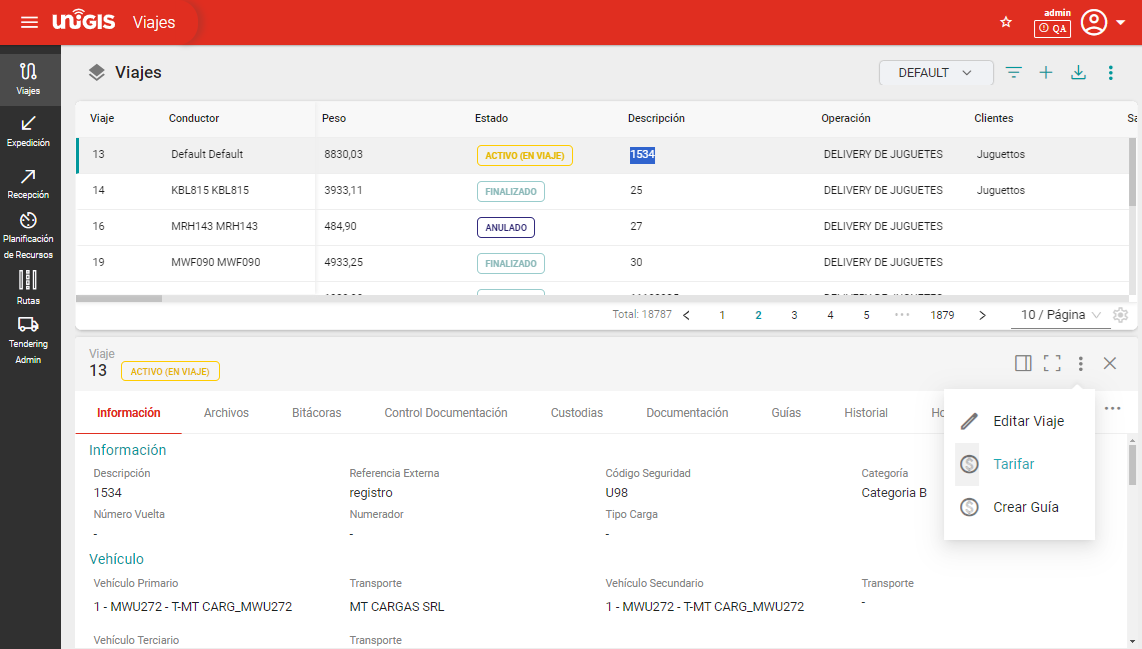 UNIGIS Viajes admin
QA
Viajes
Expedición
Recepción
Planificación
de Recursos
Rutas
Tendering
Admin
Viajes DEFAULT
Viaje Conductor Peso Estado Descripción Operación Clientes Sa
13 Default Default 8830,03 ACTIVO (EN VIAJE) 1534 DELIVERY DE JUGUETES Juguettos
14 KBL815 KBL815 3933,11 FINALIZADO 25 DELIVERY DE JUGUETES Juguettos
16 MRH143 MRH143 484,90 ANULADO 27 DELIVERY DE JUGUETES
19 MWF090 MWF090 4933,25 FINALIZADO 30 DELIVERY DE JUGUETES
Total: 18787 < 1 2 3 4 5 ··· 1879 > 10 / Página
Viaje
13 ACTIVO (EN VIAJE)
Información Archivos Bitácoras Control Documentación Custodias Documentación Guías Historial Ho
Editar Viaje
Tarifar
Crear Guía
Información
Descripción Referencia Externa Código Seguridad Categoría
1534 registro U98 Categoria B
Número Vuelta Numerador Tipo Carga
- - -
Vehículo
Vehículo Primario Transporte Vehículo Secundario Transporte
1 - MWU272 - T-MT CARG_MWU272 MT CARGAS SRL 1 - MWU272 - T-MT CARG_MWU272 -
Vehículo Terciario Transporte